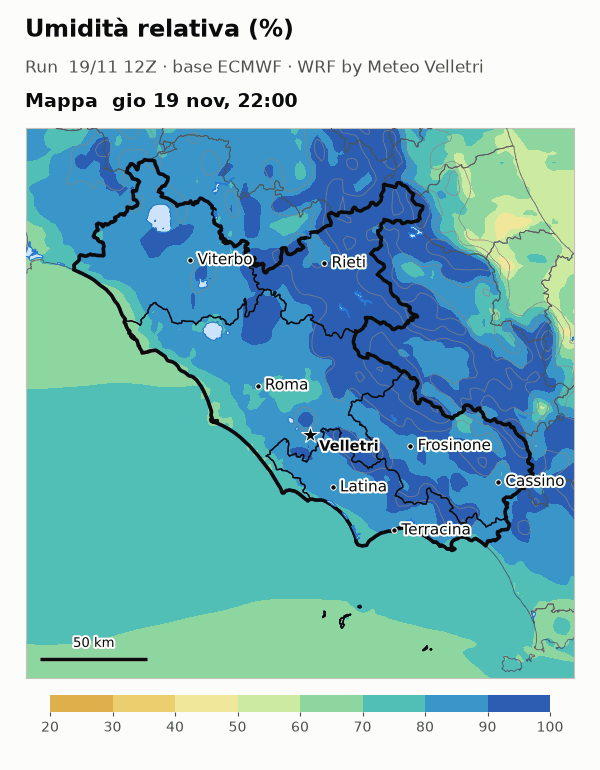 Umidità relativa (%)
Run  19/11 12Z · base ECMWF · WRF by Meteo Velletri
Mappa  gio 19 nov, 22:00
Viterbo
Rieti
Roma
Velletri
Frosinone
Cassino
Latina
Terracina
50 km
20 30 40 50 60 70 80 90 100